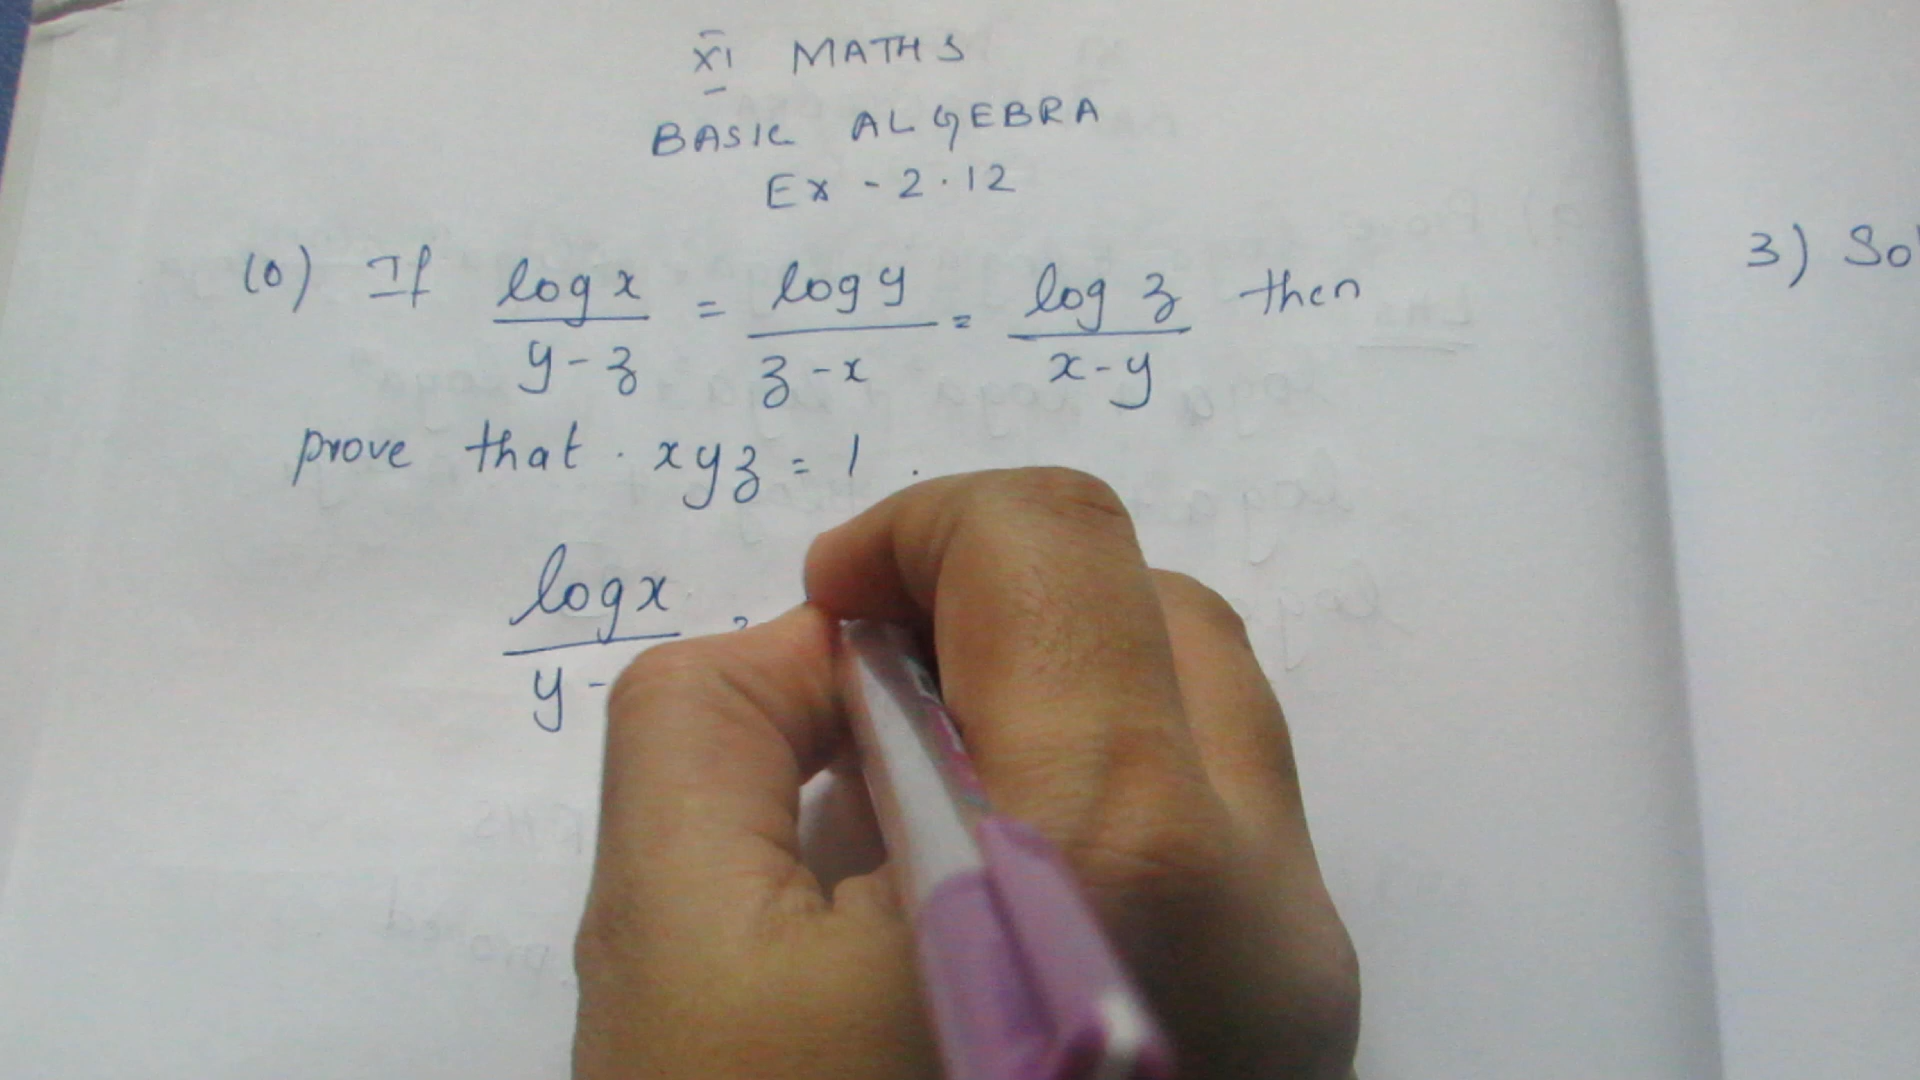 XI MATHS
BASIC ALGEBRA
Ex - 2.12
10) If log x / y - z = log y / z - x = log z / x - y then
prove that. xyz = 1.
log x / y - =
3) So